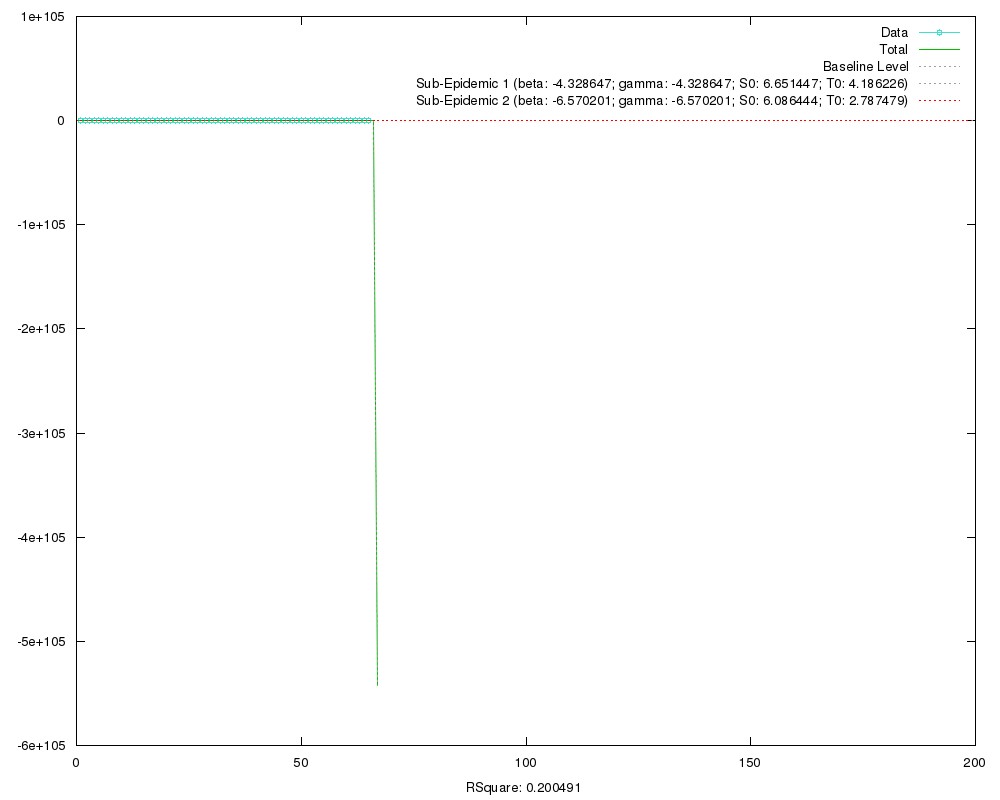 1e+105
0
-1e+105
-2e+105
-3e+105
-4e+105
-5e+105
-6e+105
Data
Total
Baseline Level
Sub-Epidemic 1 (beta: -4.328647; gamma: -4.328647; S0: 6.651447; T0: 4.186226)
Sub-Epidemic 2 (beta: -6.570201; gamma: -6.570201; S0: 6.086444; T0: 2.787479)
0 50 100 150 200
RSquare: 0.200491